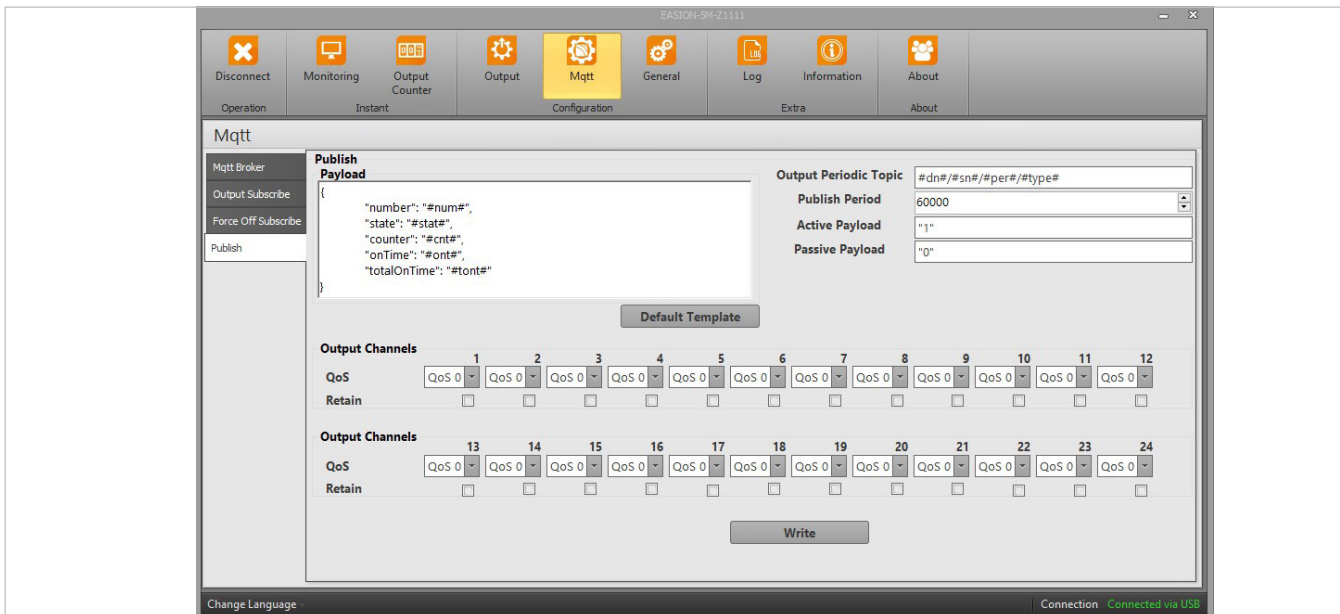 EASION-SM-Z1111
Disconnect
Monitoring
Output
Counter
Output
Mqtt
General
Log
Information
About
Operation
Instant
Configuration
Extra
About
Mqtt
Mqtt Broker
Output Subscribe
Force Off Subscribe
Publish
Publish
Payload
{
"number": "#num#",
"state": "#stat#",
"counter": "#cnt#",
"onTime": "#ont#",
"totalOnTime": "#tont#"
}
Output Periodic Topic #dn#/#sn#/#per#/#type#
Publish Period 60000
Active Payload "1"
Passive Payload "0"
Default Template
Output Channels
1 2 3 4 5 6 7 8 9 10 11 12
QoS QoS 0 QoS 0 QoS 0 QoS 0 QoS 0 QoS 0 QoS 0 QoS 0 QoS 0 QoS 0 QoS 0 QoS 0
Retain
Output Channels
13 14 15 16 17 18 19 20 21 22 23 24
QoS QoS 0 QoS 0 QoS 0 QoS 0 QoS 0 QoS 0 QoS 0 QoS 0 QoS 0 QoS 0 QoS 0 QoS 0
Retain
Write
Change Language
Connection Connected via USB